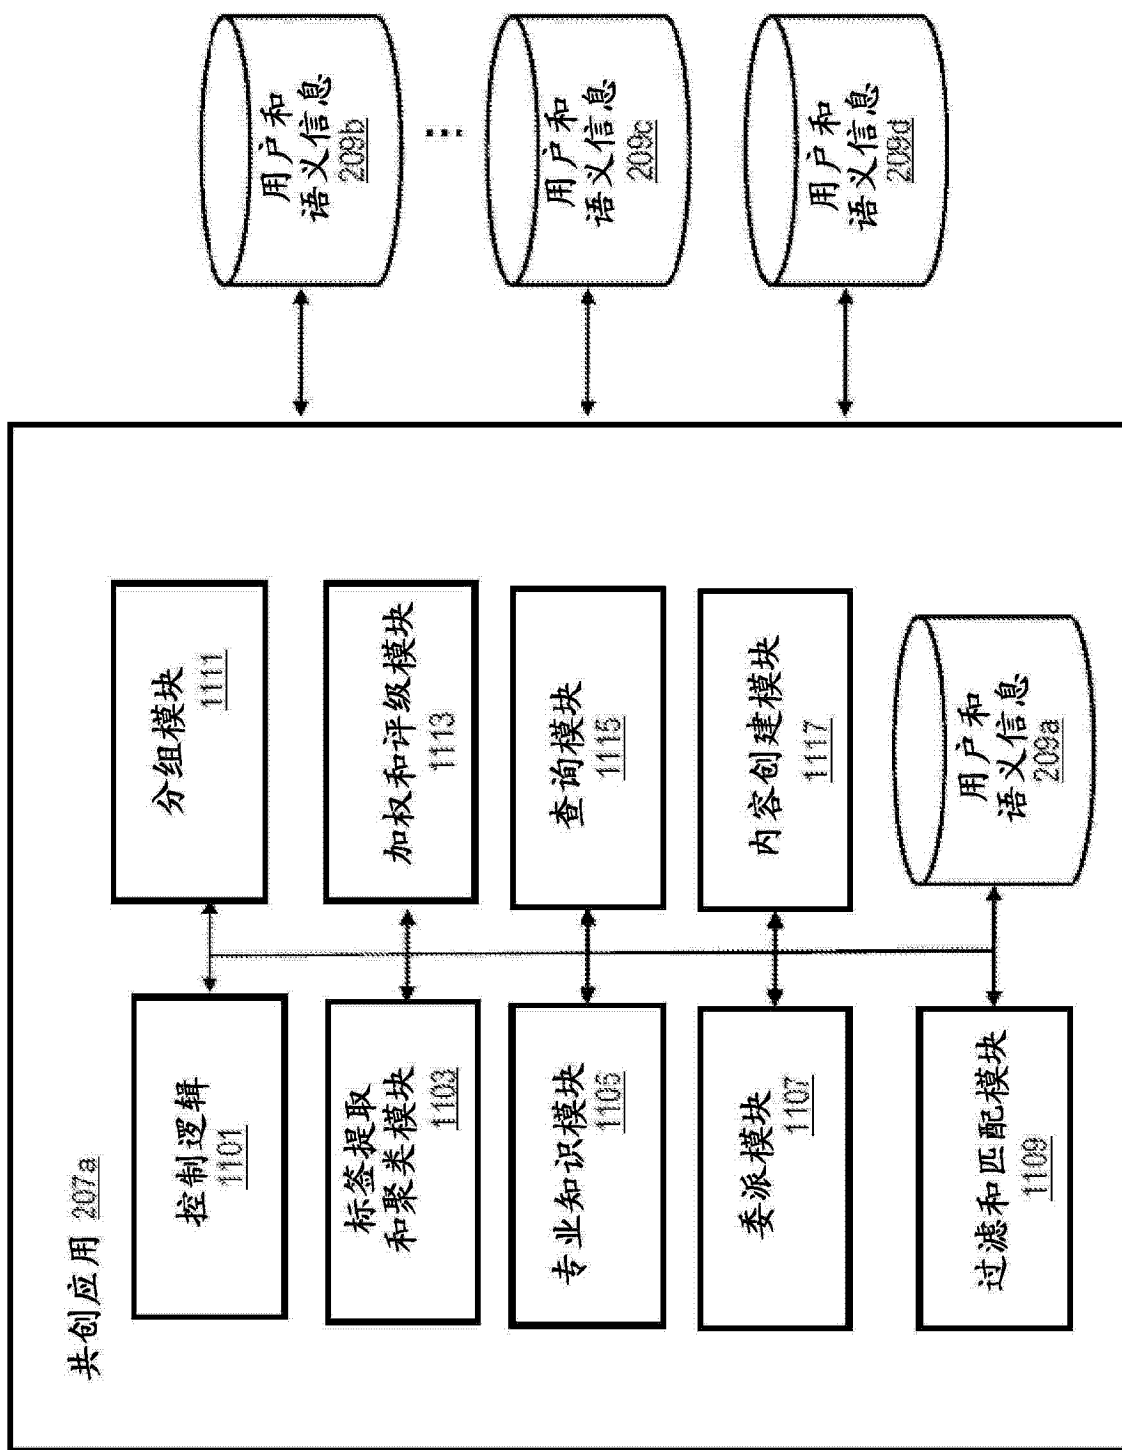 共创应用 207a
控制逻辑
1101
标签提取
和聚类模块
1103
专业知识模块
1105
委派模块
1107
过滤和匹配模块
1109
分组模块
1111
加权和评级模块
1113
查询模块
1115
内容创建模块
1117
用户和
语义信息
209a
用户和
语义信息
209b
用户和
语义信息
209c
用户和
语义信息
209d